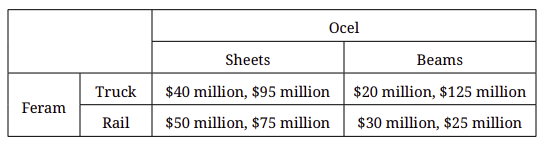 Ocel
Sheets Beams
Feram
Truck $40 million, $95 million $20 million, $125 million
Rail $50 million, $75 million $30 million, $25 million